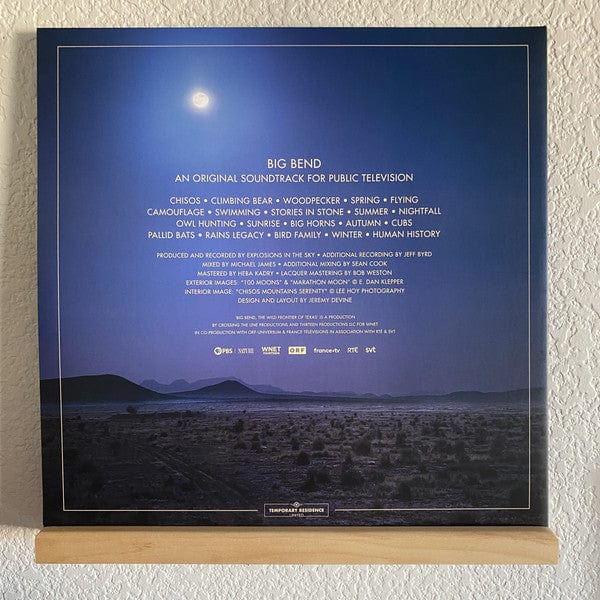 BIG BEND
AN ORIGINAL SOUNDTRACK FOR PUBLIC TELEVISION
CHISOS • CLIMBING BEAR • WOODPECKER • SPRING • FLYING
CAMOUFLAGE • SWIMMING • STORIES IN STONE • SUMMER • NIGHTFALL
OWL HUNTING • SUNRISE • BIG HORNS • AUTUMN • CUBS
PALLID BATS • RAINS LEGACY • BIRD FAMILY • WINTER • HUMAN HISTORY
PRODUCED AND RECORDED BY EXPLOSIONS IN THE SKY • ADDITIONAL RECORDING BY JEFF BYRD
MIXED BY MICHAEL JAMES • ADDITIONAL MIXING BY SEAN COOK
MASTERED BY HEBA KADRY • LACQUER MASTERING BY BOB WESTON
EXTERIOR IMAGES: "100 MOONS" & "MARATHON MOON" © E. DAN KLEPPER
INTERIOR IMAGE: "CHISOS MOUNTAINS SERENITY" © LEE HOY PHOTOGRAPHY
DESIGN AND LAYOUT BY JEREMY DEVINE
'BIG BEND, THE WILD FRONTIER OF TEXAS' IS A PRODUCTION
BY CROSSING THE LINE PRODUCTIONS AND THIRTEEN PRODUCTIONS LLC FOR WNET
IN CO-PRODUCTION WITH ORF-UNIVERSUM & FRANCE TÉLÉVISIONS IN ASSOCIATION WITH RTÉ & SVT
PBS NATURE WNET ORF france•tv RTÉ svt
TEMPORARY RESIDENCE
LIMITED